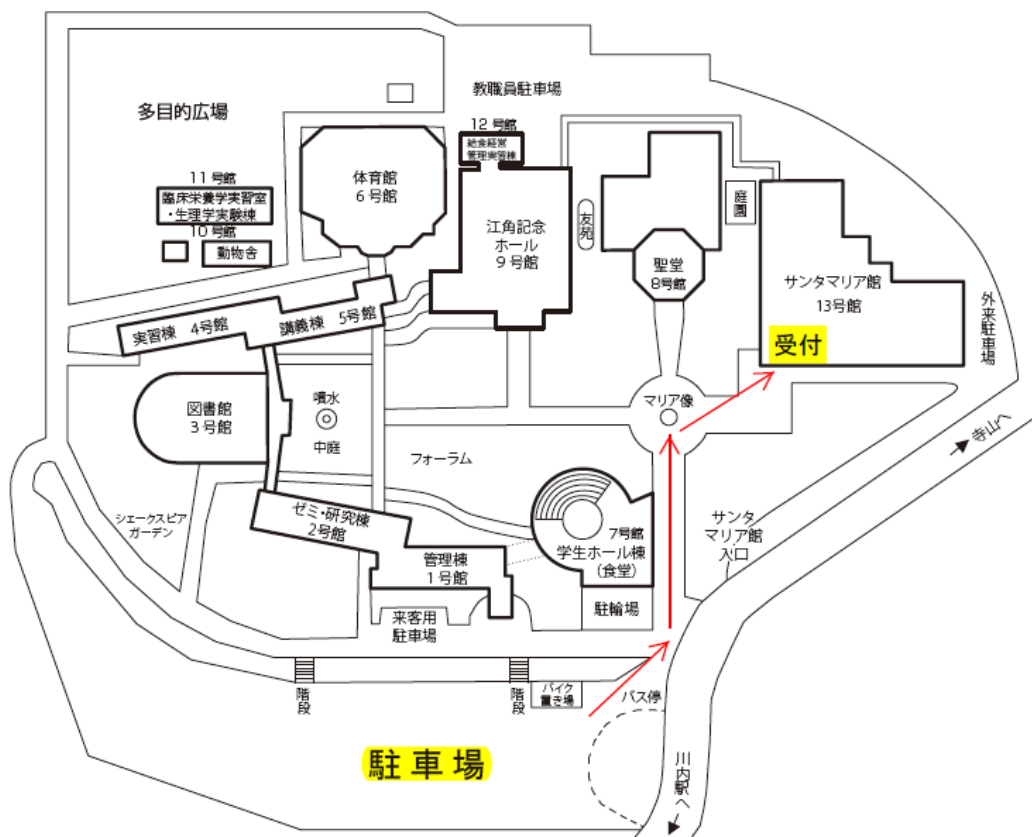 教職員駐車場
多目的広場
12号館
給食経営
管理実習棟
11号館
臨床栄養学実習室
・生理学実験棟
10号館
動物舎
体育館
6号館
江角記念
ホール
9号館
友苑
庭園
聖堂
8号館
サンタマリア館
13号館
受付
外来駐車場
実習棟 4号館
講義棟 5号館
図書館
3号館
噴水
中庭
マリア像
フォーラム
寺山へ
シェークスピア
ガーデン
ゼミ・研究棟
2号館
管理棟
1号館
7号館
学生ホール棟
(食堂)
サンタ
マリア館
入口
来客用
駐車場
駐輪場
階段
階段
バイク
置き場
バス停
駐車場
川内駅へ